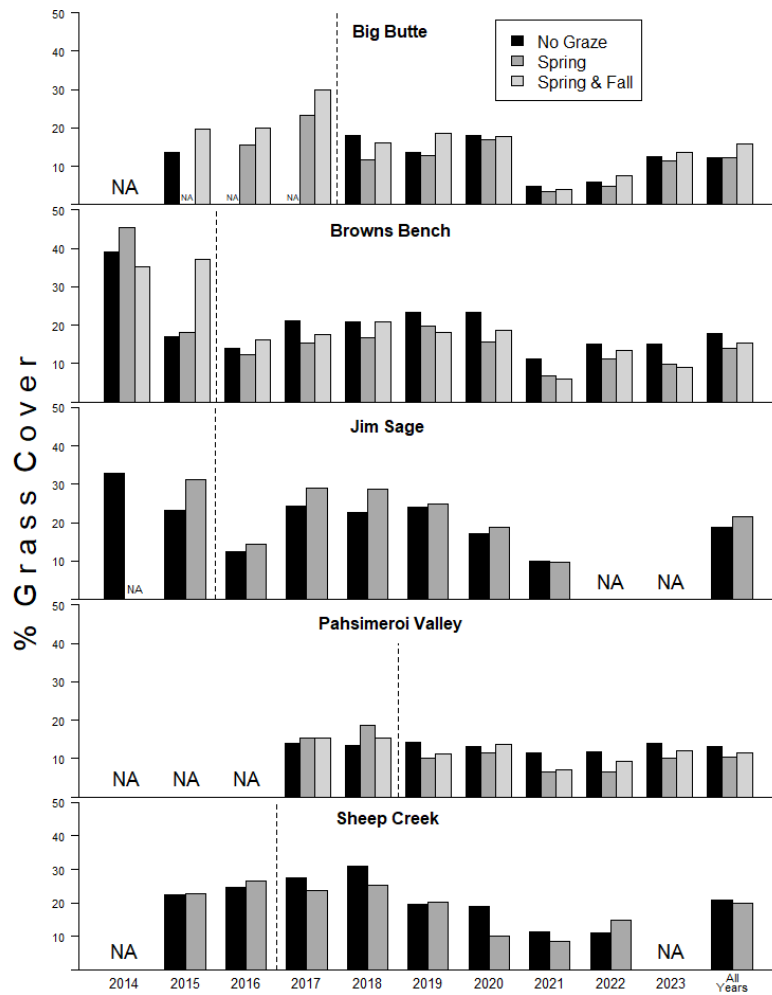 Big Butte
No Graze
Spring
Spring & Fall
50
40
30
20
10
NA
NA
NA
NA
Browns Bench
50
40
30
20
10
Jim Sage
50
40
30
20
10
NA
NA
NA
Pahsimeroi Valley
50
40
30
20
10
NA
NA
NA
Sheep Creek
50
40
30
20
10
NA
NA
% Grass Cover
2014 2015 2016 2017 2018 2019 2020 2021 2022 2023 All
Years